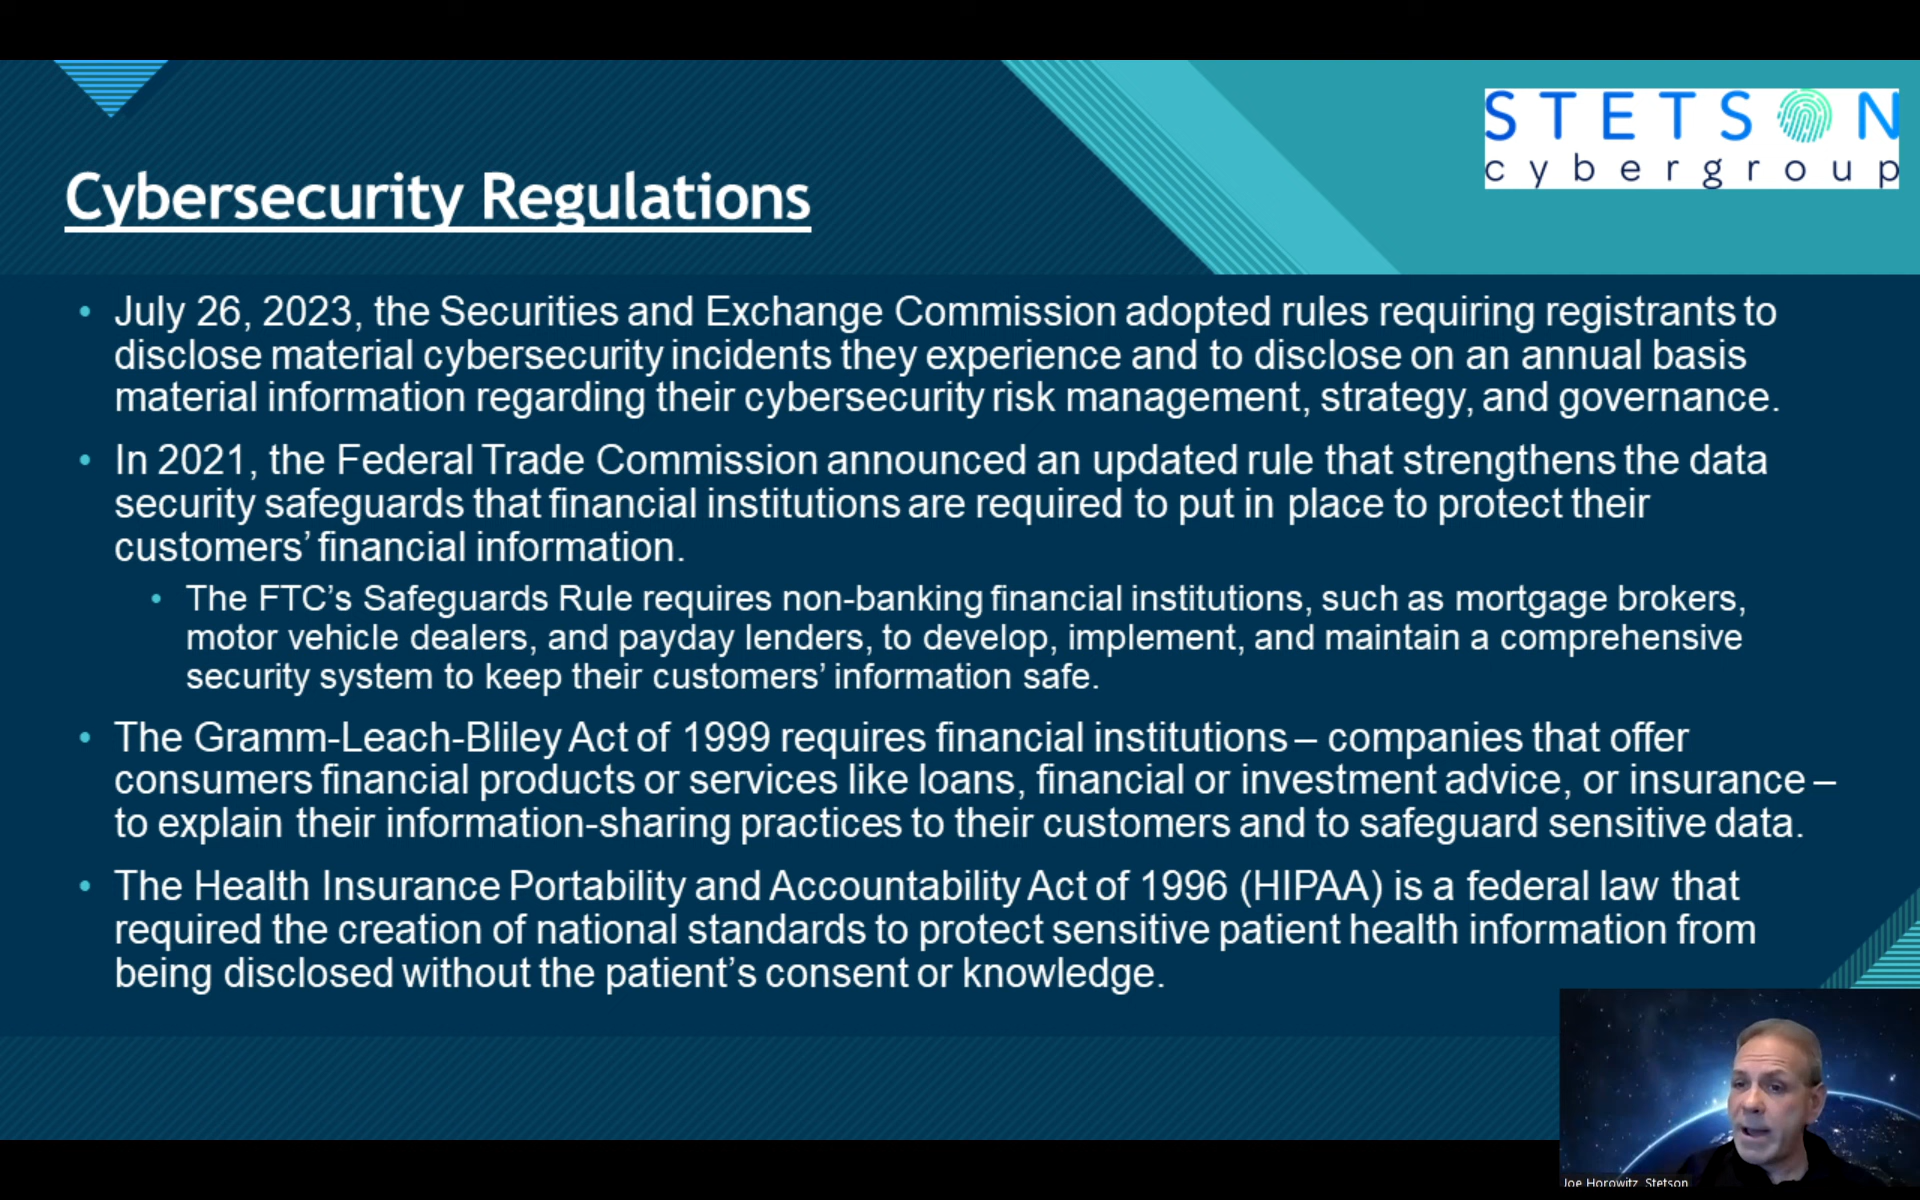 STETSON
cybergroup
Cybersecurity Regulations
• July 26, 2023, the Securities and Exchange Commission adopted rules requiring registrants to
disclose material cybersecurity incidents they experience and to disclose on an annual basis
material information regarding their cybersecurity risk management, strategy, and governance.
• In 2021, the Federal Trade Commission announced an updated rule that strengthens the data
security safeguards that financial institutions are required to put in place to protect their
customers’ financial information.
• The FTC’s Safeguards Rule requires non-banking financial institutions, such as mortgage brokers,
motor vehicle dealers, and payday lenders, to develop, implement, and maintain a comprehensive
security system to keep their customers’ information safe.
• The Gramm-Leach-Bliley Act of 1999 requires financial institutions – companies that offer
consumers financial products or services like loans, financial or investment advice, or insurance –
to explain their information-sharing practices to their customers and to safeguard sensitive data.
• The Health Insurance Portability and Accountability Act of 1996 (HIPAA) is a federal law that
required the creation of national standards to protect sensitive patient health information from
being disclosed without the patient’s consent or knowledge.
Joe Horowitz, Stetson